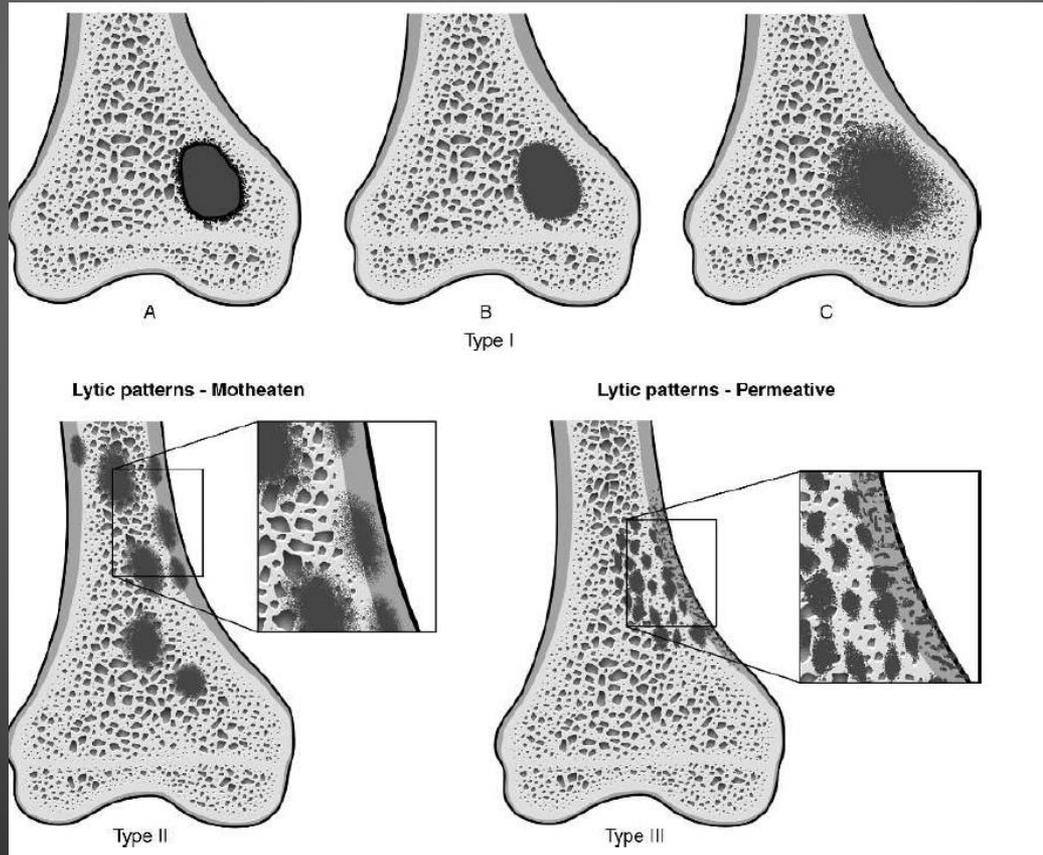 A
B
C
Type I
Lytic patterns - Motheaten
Lytic patterns - Permeative
Type II
Type III